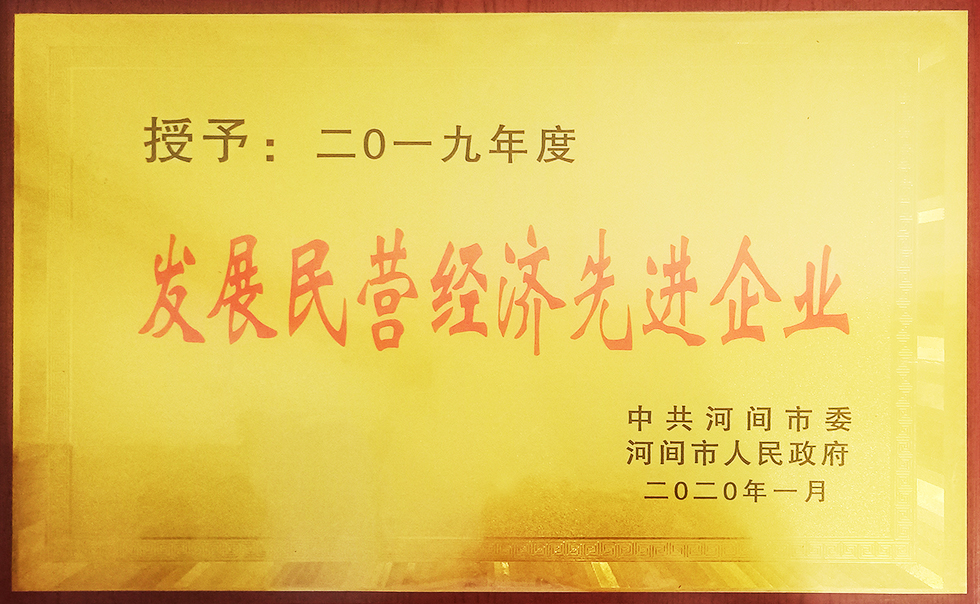 授予：二0一九年度
发展民营经济先进企业
中共河间市委
河间市人民政府
二0二0年一月